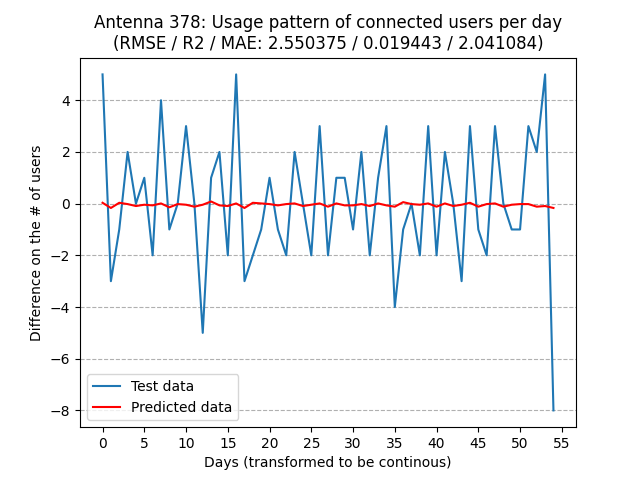 Antenna 378: Usage pattern of connected users per day
(RMSE / R2 / MAE: 2.550375 / 0.019443 / 2.041084)
Difference on the # of users
4
2
0
−2
−4
−6
−8
Test data
Predicted data
0 5 10 15 20 25 30 35 40 45 50 55
Days (transformed to be continous)